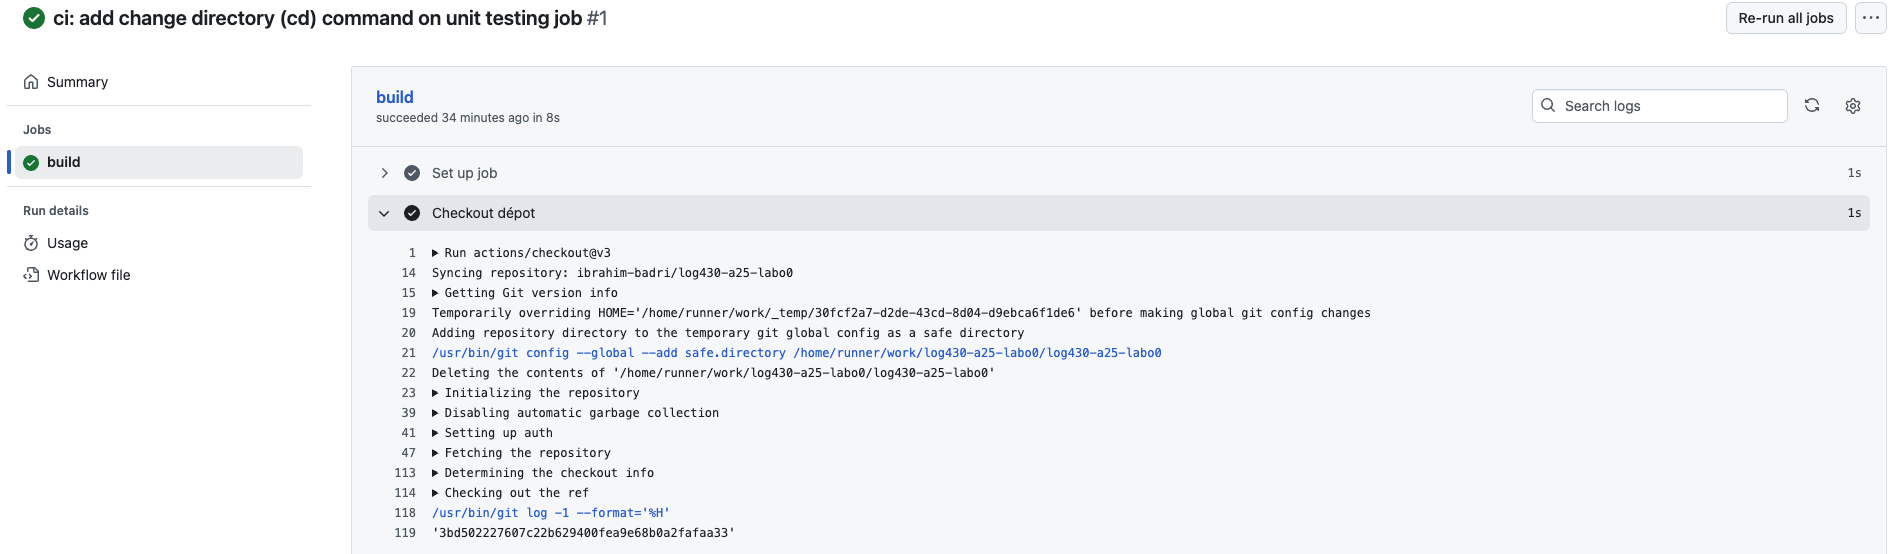 ci: add change directory (cd) command on unit testing job #1
Re-run all jobs
Summary
Jobs
build
Run details
Usage
Workflow file
build
succeeded 34 minutes ago in 8s
Search logs
Set up job 1s
Checkout dépot 1s
1 Run actions/checkout@v3
14 Syncing repository: ibrahim-badri/log430-a25-labo0
15 Getting Git version info
19 Temporarily overriding HOME='/home/runner/work/_temp/30fcf2a7-d2de-43cd-8d04-d9ebca6f1de6' before making global git config changes
20 Adding repository directory to the temporary git global config as a safe directory
21 /usr/bin/git config --global --add safe.directory /home/runner/work/log430-a25-labo0/log430-a25-labo0
22 Deleting the contents of '/home/runner/work/log430-a25-labo0/log430-a25-labo0'
23 Initializing the repository
39 Disabling automatic garbage collection
41 Setting up auth
47 Fetching the repository
113 Determining the checkout info
114 Checking out the ref
118 /usr/bin/git log -1 --format='%H'
119 '3bd502227607c22b629400fea9e68b0a2fafaa33'